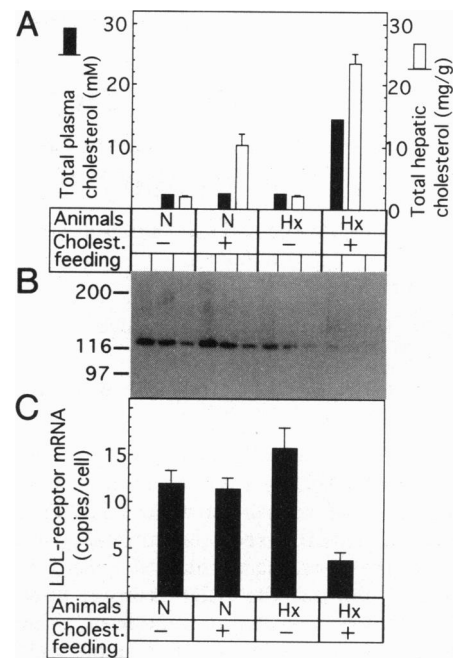 A
Total plasma
cholesterol (mM)
30
20
10
30
20
10
0
Total hepatic
cholesterol (mg/g)
Animals N N Hx Hx
Cholest.
feeding − + − +
B
200
116
97
C
LDL-receptor mRNA
(copies/cell)
15
10
5
Animals N N Hx Hx
Cholest.
feeding − + − +